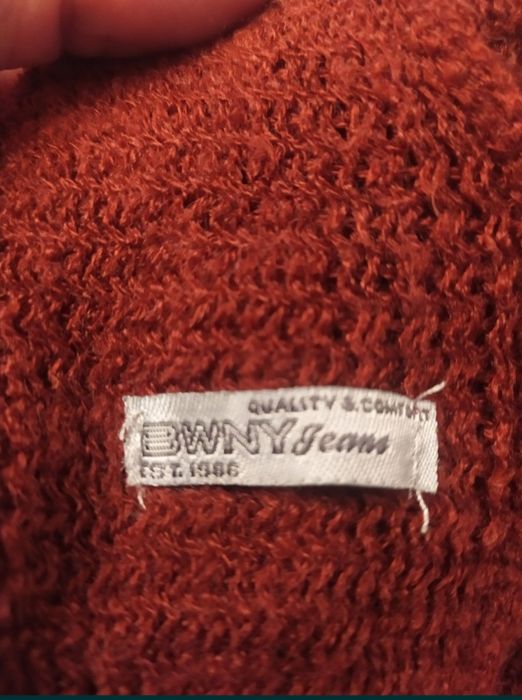 QUALITY & COMFORT
BWNY Jeans
EST. 1986